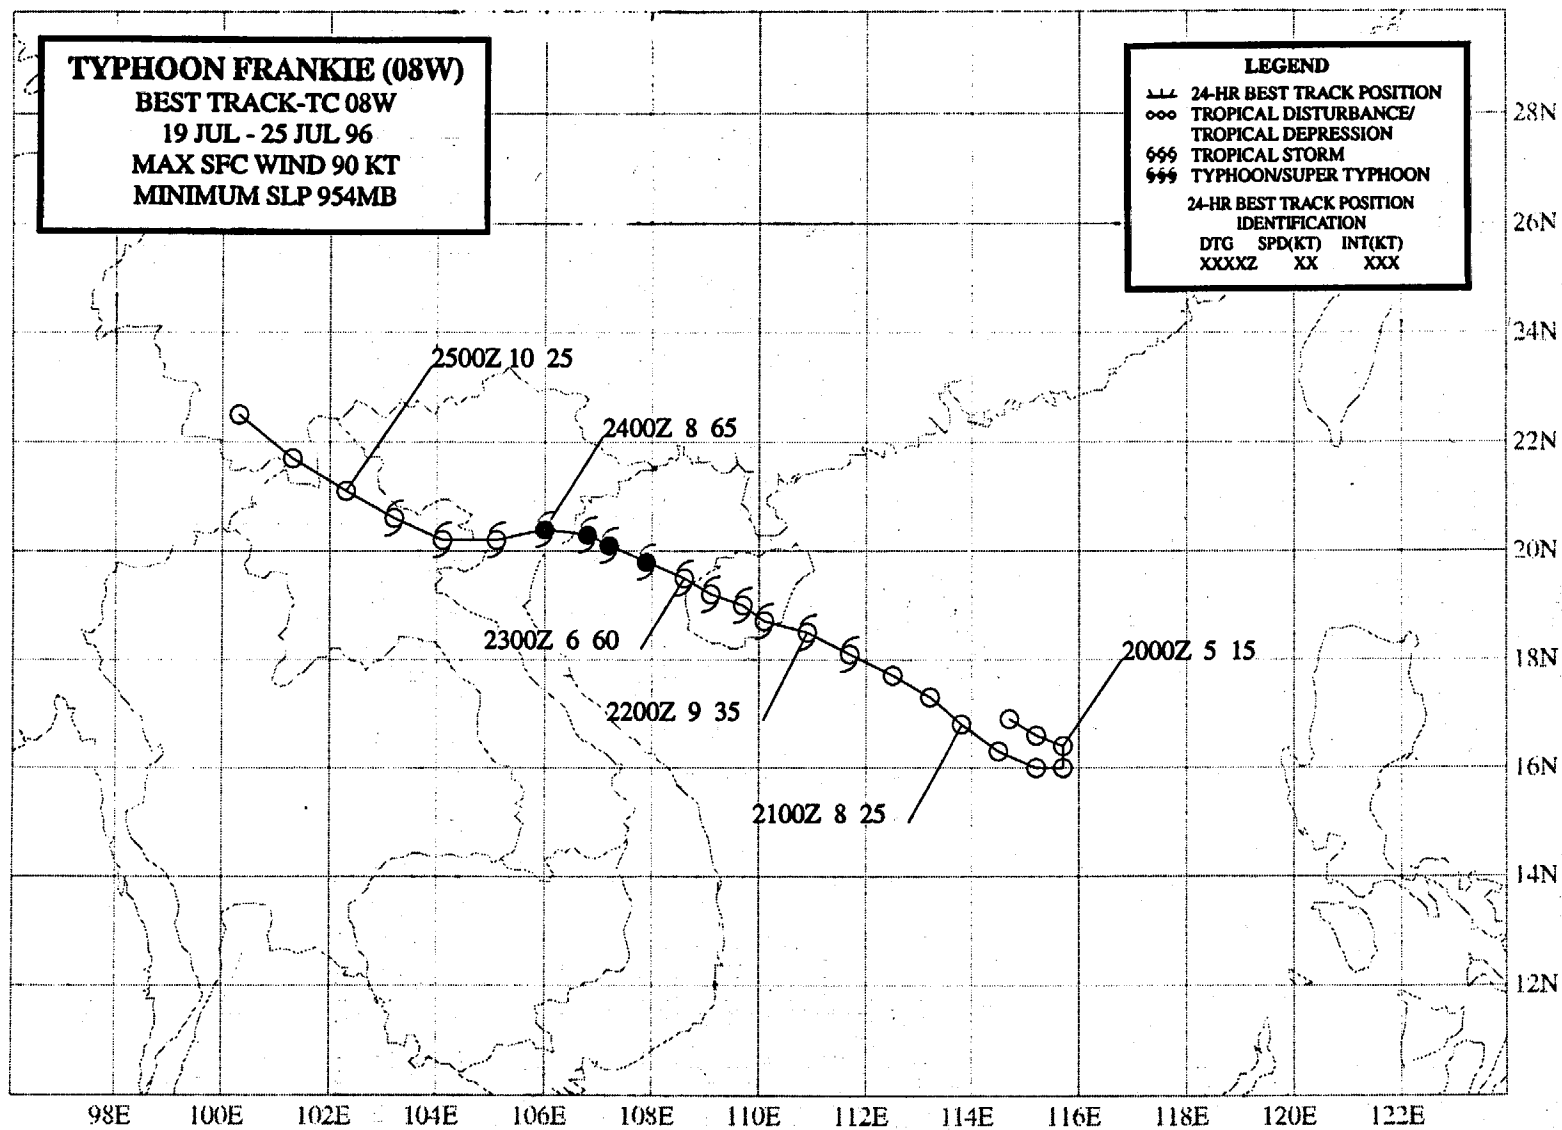 TYPHOON FRANKIE (08W)
BEST TRACK-TC 08W
19 JUL - 25 JUL 96
MAX SFC WIND 90 KT
MINIMUM SLP 954MB
LEGEND
24-HR BEST TRACK POSITION
TROPICAL DISTURBANCE/
TROPICAL DEPRESSION
TROPICAL STORM
TYPHOON/SUPER TYPHOON
24-HR BEST TRACK POSITION
IDENTIFICATION
DTG SPD(KT) INT(KT)
XXXXZ XX XXX
28N
26N
24N
2500Z 10 25
2400Z 8 65
22N
20N
2300Z 6 60
2000Z 5 15
18N
2200Z 9 35
16N
2100Z 8 25
14N
12N
98E 100E 102E 104E 106E 108E 110E 112E 114E 116E 118E 120E 122E